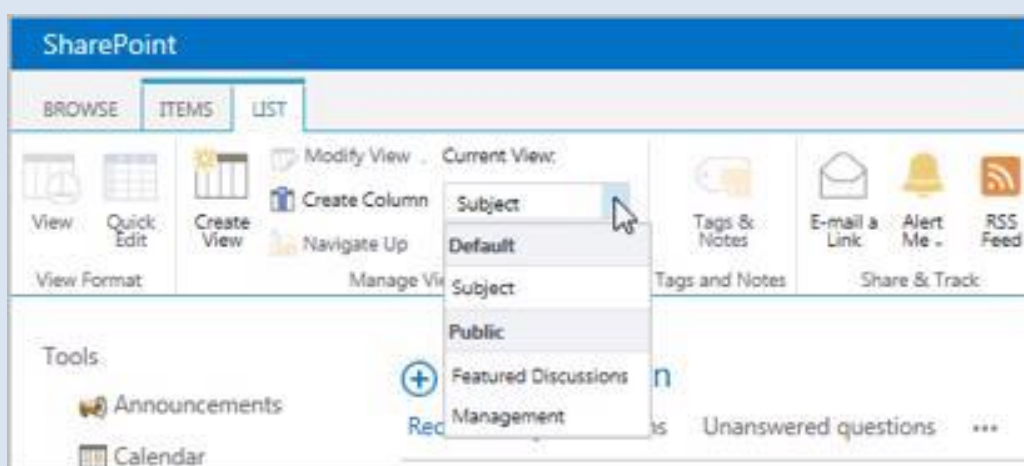 SharePoint
BROWSE ITEMS LIST
Modify View Current View:
Create Column Subject
View Quick Edit Create View Navigate Up Default Tags & Notes E-mail a Link Alert Me RSS Feed
View Format Manage Subject Tags and Notes Share & Track
Public
Tools
Featured Discussions
Announcements
Management Unanswered questions ...
Calendar